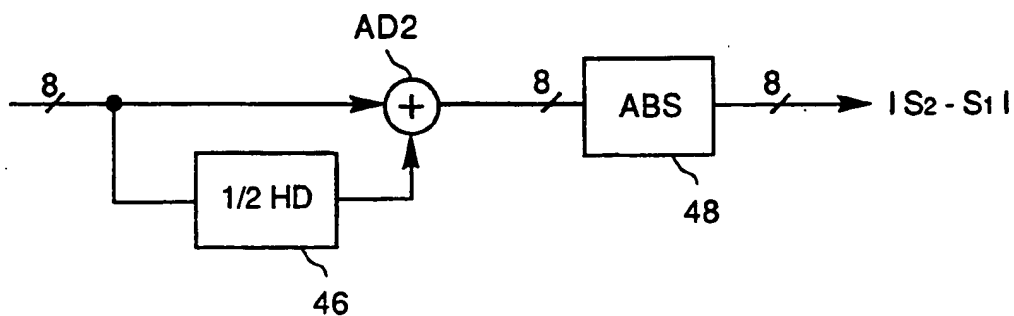 AD2
8
+
8
ABS
8
| S2 - S1 |
1/2 HD
48
46